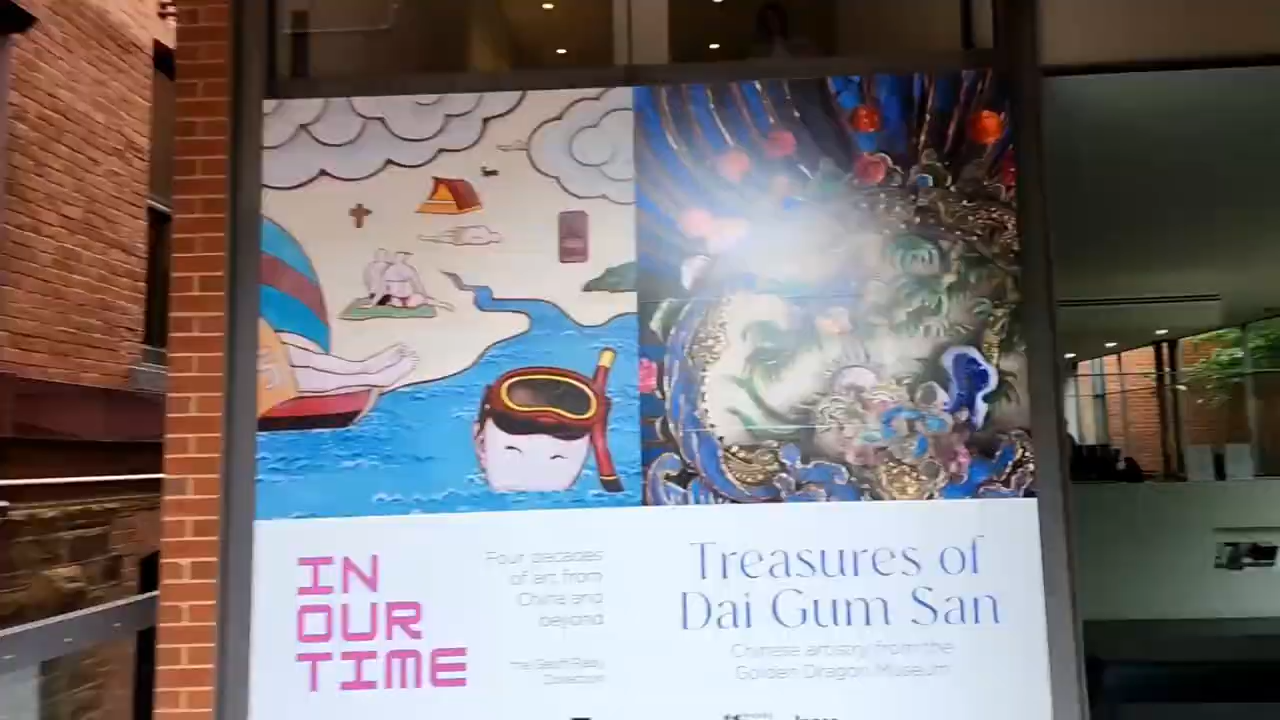 IN
OUR
TIME
Four decades
of art from
China and
beyond
The Geoff Raby
Collection
Treasures of
Dai Gum San
Chinese artistry from the
Golden Dragon Museum